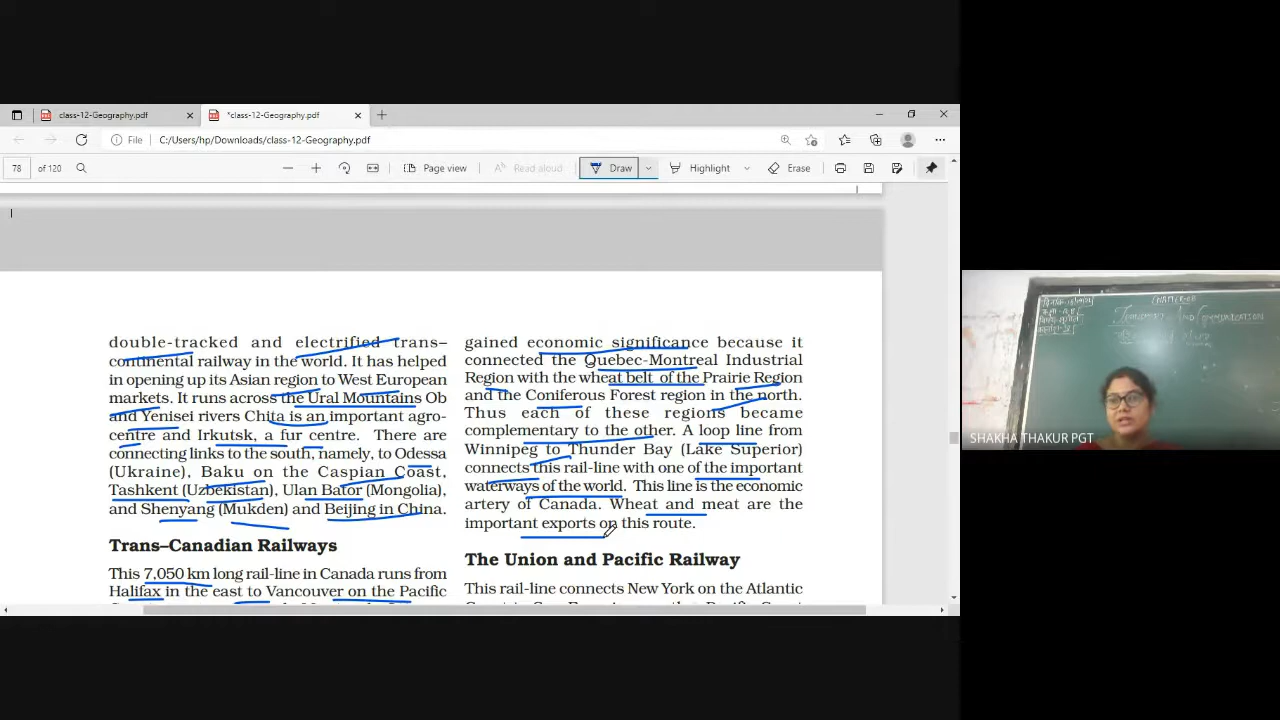 class-12-Geography.pdf
*class-12-Geography.pdf
File
C:/Users/hp/Downloads/class-12-Geography.pdf
78
of 120
Page view
Read aloud
Draw
Highlight
Erase
double-tracked and electrified trans–
continental railway in the world. It has helped
in opening up its Asian region to West European
markets. It runs across the Ural Mountains Ob
and Yenisei rivers Chita is an important agro-
centre and Irkutsk, a fur centre. There are
connecting links to the south, namely, to Odessa
(Ukraine), Baku on the Caspian Coast,
Tashkent (Uzbekistan), Ulan Bator (Mongolia),
and Shenyang (Mukden) and Beijing in China.
Trans–Canadian Railways
This 7,050 km long rail-line in Canada runs from
Halifax in the east to Vancouver on the Pacific
gained economic significance because it
connected the Quebec-Montreal Industrial
Region with the wheat belt of the Prairie Region
and the Coniferous Forest region in the north.
Thus each of these regions became
complementary to the other. A loop line from
Winnipeg to Thunder Bay (Lake Superior)
connects this rail-line with one of the important
waterways of the world. This line is the economic
artery of Canada. Wheat and meat are the
important exports on this route.
The Union and Pacific Railway
This rail-line connects New York on the Atlantic
SHAKHA THAKUR PGT